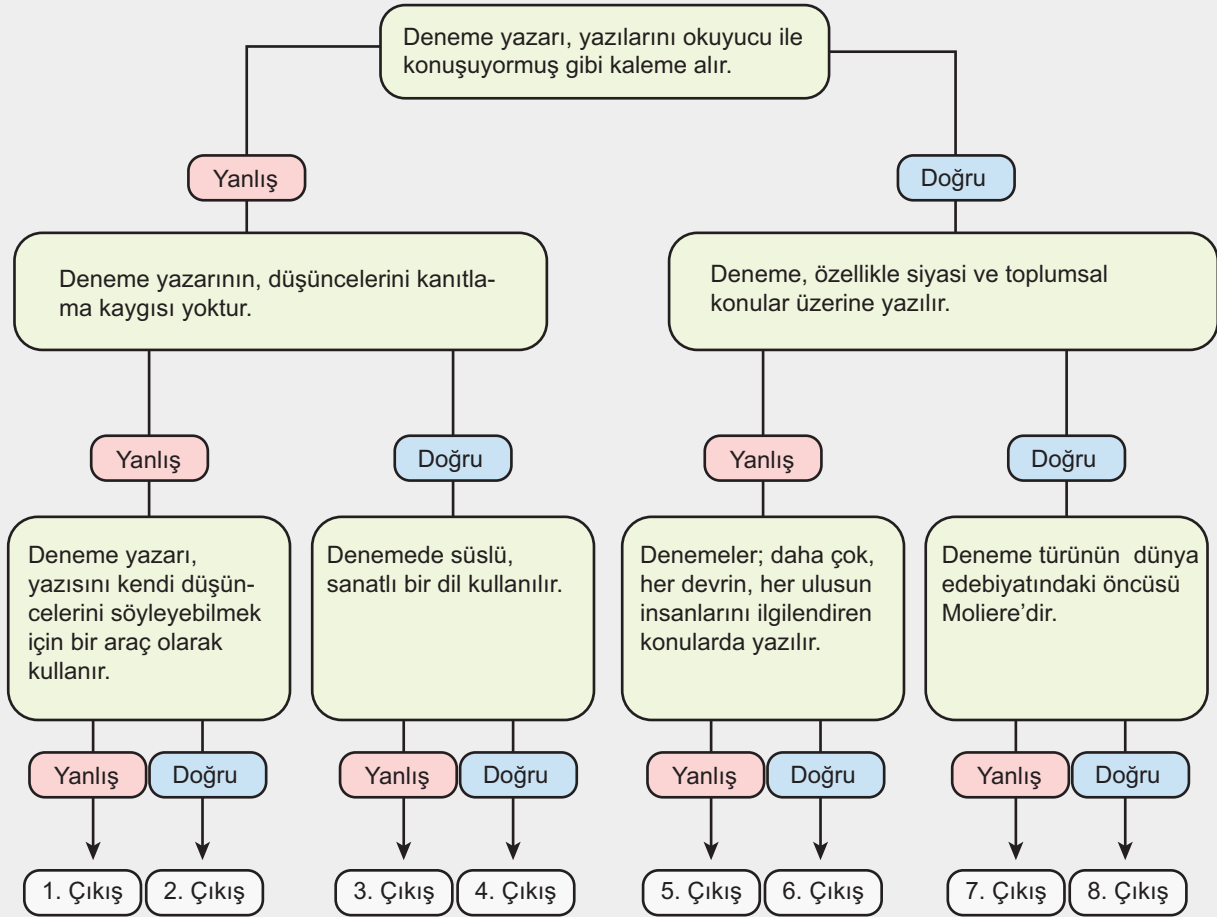 Deneme yazarı, yazılarını okuyucu ile
konuşuyormuş gibi kaleme alır.
Yanlış
Doğru
Deneme yazarının, düşüncelerini kanıtla-
ma kaygısı yoktur.
Deneme, özellikle siyasi ve toplumsal
konular üzerine yazılır.
Yanlış
Doğru
Yanlış
Doğru
Deneme yazarı,
yazısını kendi düşün-
celerini söyleyebilmek
için bir araç olarak
kullanır.
Denemede süslü,
sanatlı bir dil kullanılır.
Denemeler; daha çok,
her devrin, her ulusun
insanlarını ilgilendiren
konularda yazılır.
Deneme türünün dünya
edebiyatındaki öncüsü
Moliere’dir.
Yanlış
Doğru
Yanlış
Doğru
Yanlış
Doğru
Yanlış
Doğru
1. Çıkış
2. Çıkış
3. Çıkış
4. Çıkış
5. Çıkış
6. Çıkış
7. Çıkış
8. Çıkış